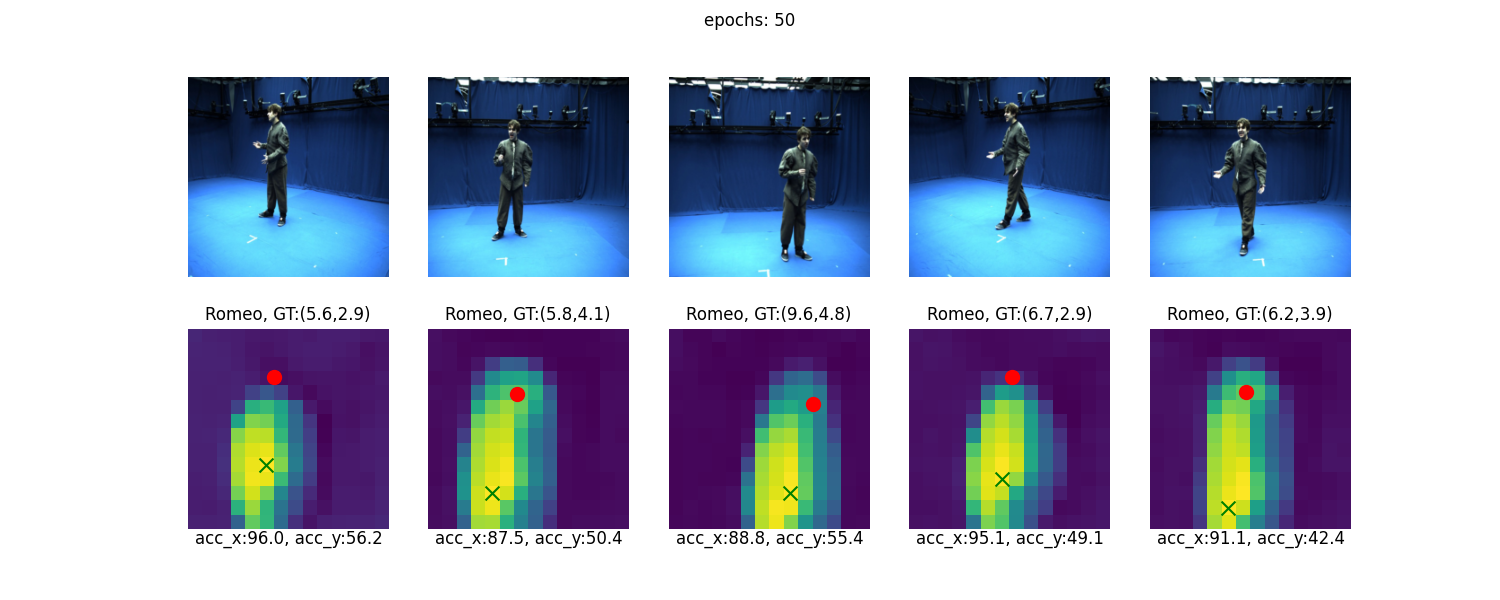 epochs: 50
Romeo, GT:(5.6,2.9)
Romeo, GT:(5.8,4.1)
Romeo, GT:(9.6,4.8)
Romeo, GT:(6.7,2.9)
Romeo, GT:(6.2,3.9)
acc_x:96.0, acc_y:56.2
acc_x:87.5, acc_y:50.4
acc_x:88.8, acc_y:55.4
acc_x:95.1, acc_y:49.1
acc_x:91.1, acc_y:42.4